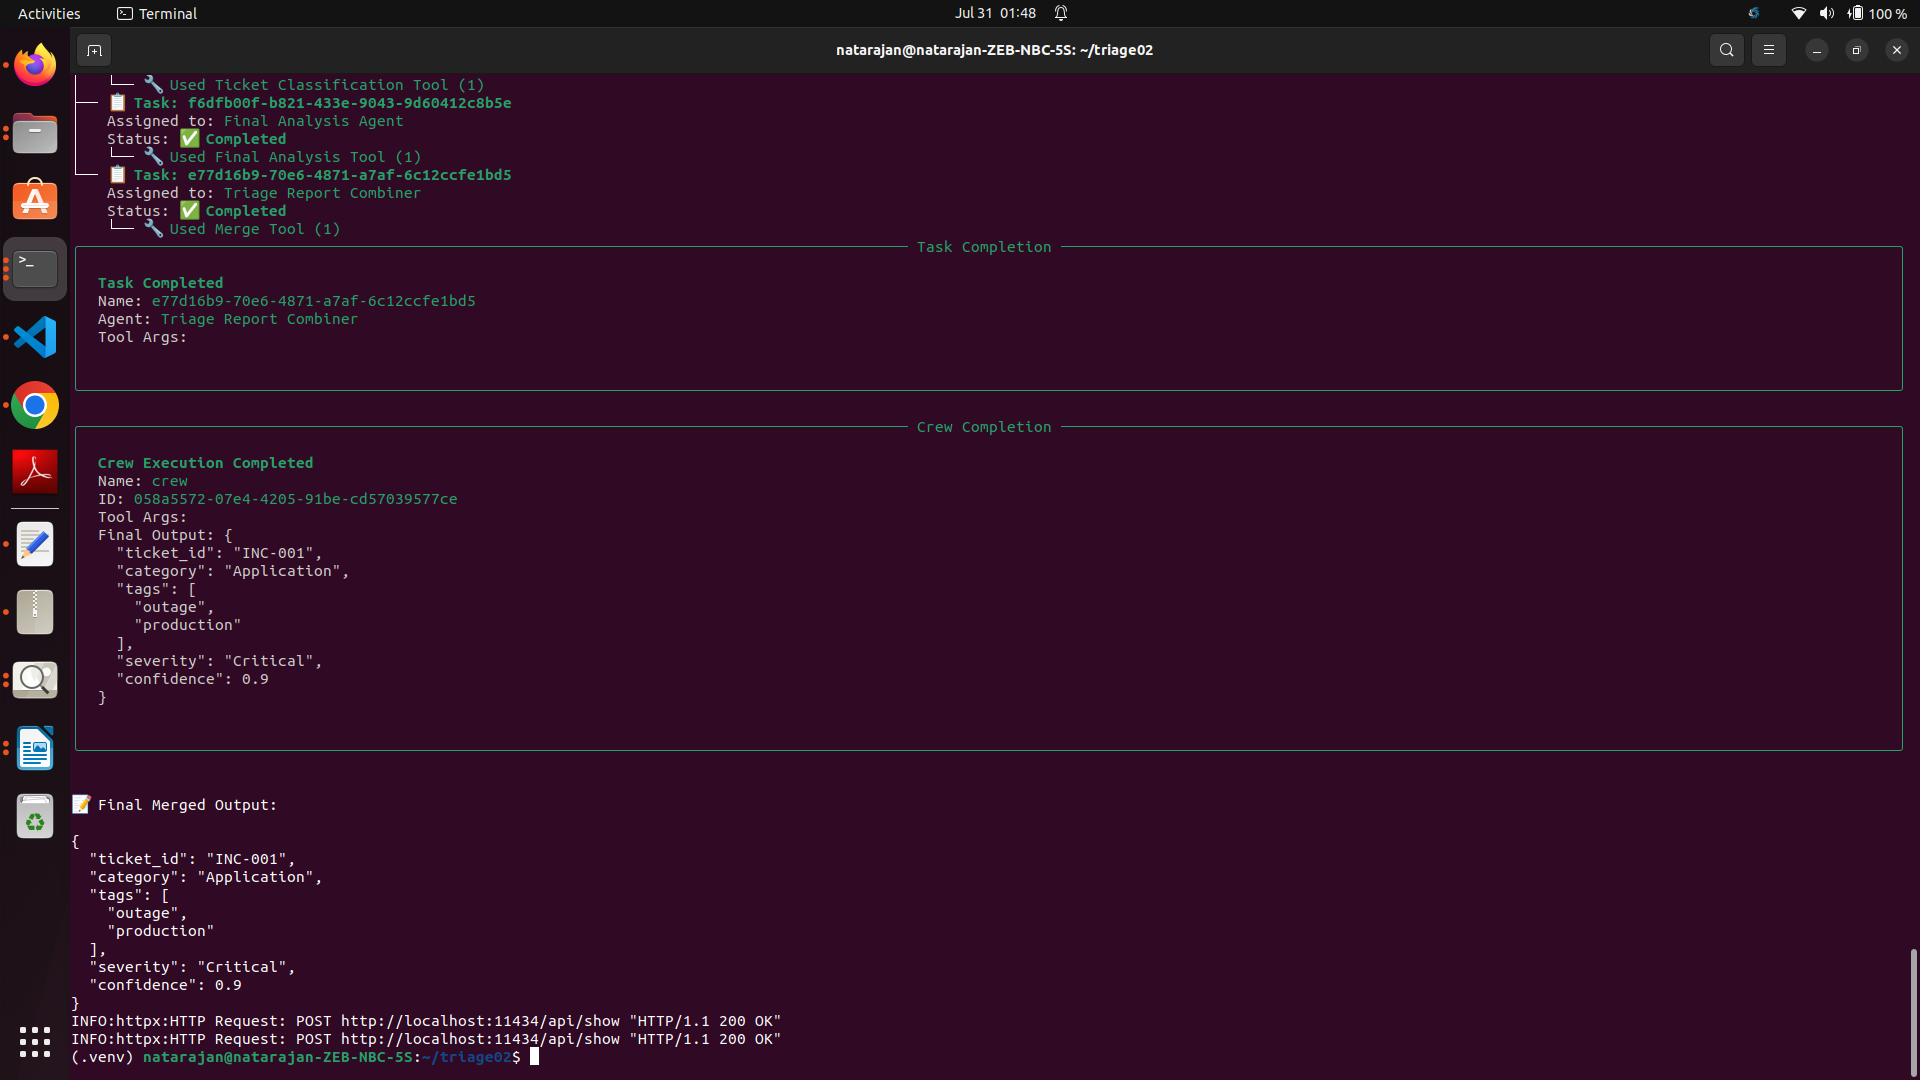 Activities
Terminal
Jul 31 01:48
100 %
natarajan@natarajan-ZEB-NBC-5S: ~/triage02
Used Ticket Classification Tool (1)
Task: f6dfb00f-b821-433e-9043-9d60412c8b5e
Assigned to: Final Analysis Agent
Status: ✅ Completed
Used Final Analysis Tool (1)
Task: e77d16b9-70e6-4871-a7af-6c12ccfe1bd5
Assigned to: Triage Report Combiner
Status: ✅ Completed
Used Merge Tool (1)
Task Completion
Task Completed
Name: e77d16b9-70e6-4871-a7af-6c12ccfe1bd5
Agent: Triage Report Combiner
Tool Args:
Crew Completion
Crew Execution Completed
Name: crew
ID: 058a5572-07e4-4205-91be-cd57039577ce
Tool Args:
Final Output: {
"ticket_id": "INC-001",
"category": "Application",
"tags": [
"outage",
"production"
],
"severity": "Critical",
"confidence": 0.9
}
Final Merged Output:
{
"ticket_id": "INC-001",
"category": "Application",
"tags": [
"outage",
"production"
],
"severity": "Critical",
"confidence": 0.9
}
INFO:httpx:HTTP Request: POST http://localhost:11434/api/show "HTTP/1.1 200 OK"
INFO:httpx:HTTP Request: POST http://localhost:11434/api/show "HTTP/1.1 200 OK"
(.venv) natarajan@natarajan-ZEB-NBC-5S:~/triage02$